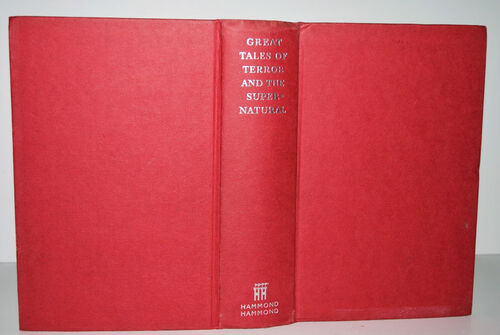 GREAT
TALES OF
TERROR
AND THE
SUPER-
NATURAL
HAMMOND
HAMMOND